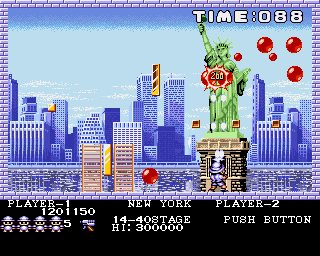 TIME:088
200
PLAYER-1 NEW YORK PLAYER-2
1201150
5 14-40STAGE PUSH BUTTON
HI:300000